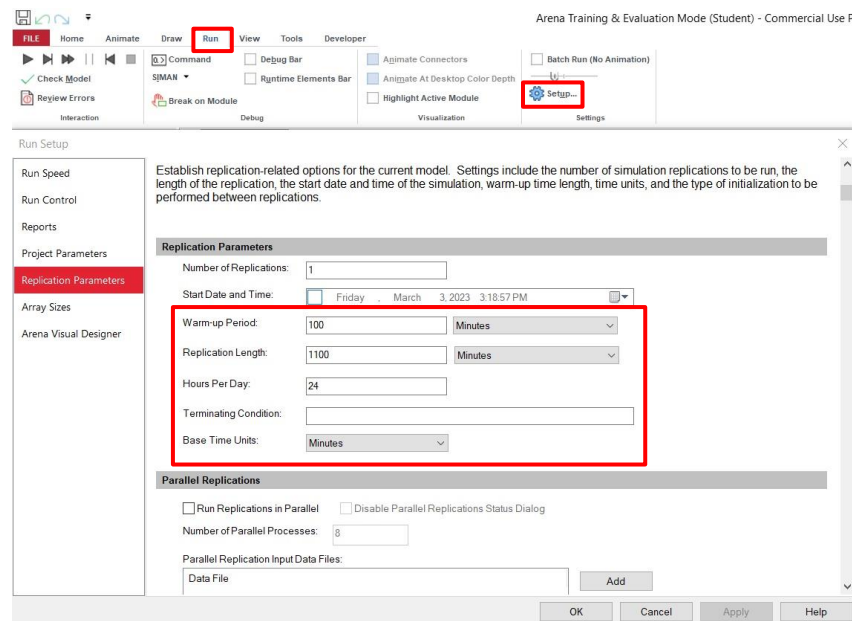 Arena Training & Evaluation Mode (Student) - Commercial Use P
FILE Home Animate Draw Run View Tools Developer
Command Debug Bar Animate Connectors Batch Run (No Animation)
Check Model SIMAN Runtime Elements Bar Animate At Desktop Color Depth
Review Errors Break on Module Highlight Active Module Setup...
Interaction Debug Visualization Settings
Run Setup
Run Speed
Run Control
Reports
Project Parameters
Replication Parameters
Array Sizes
Arena Visual Designer
Establish replication-related options for the current model. Settings include the number of simulation replications to be run, the
length of the replication, the start date and time of the simulation, warm-up time length, time units, and the type of initialization to be
performed between replications.
Replication Parameters
Number of Replications: 1
Start Date and Time: Friday , March 3, 2023 3:18:57 PM
Warm-up Period: 100 Minutes
Replication Length: 1100 Minutes
Hours Per Day: 24
Terminating Condition:
Base Time Units: Minutes
Parallel Replications
Run Replications in Parallel Disable Parallel Replications Status Dialog
Number of Parallel Processes: 8
Parallel Replication Input Data Files:
Data File Add
OK Cancel Apply Help